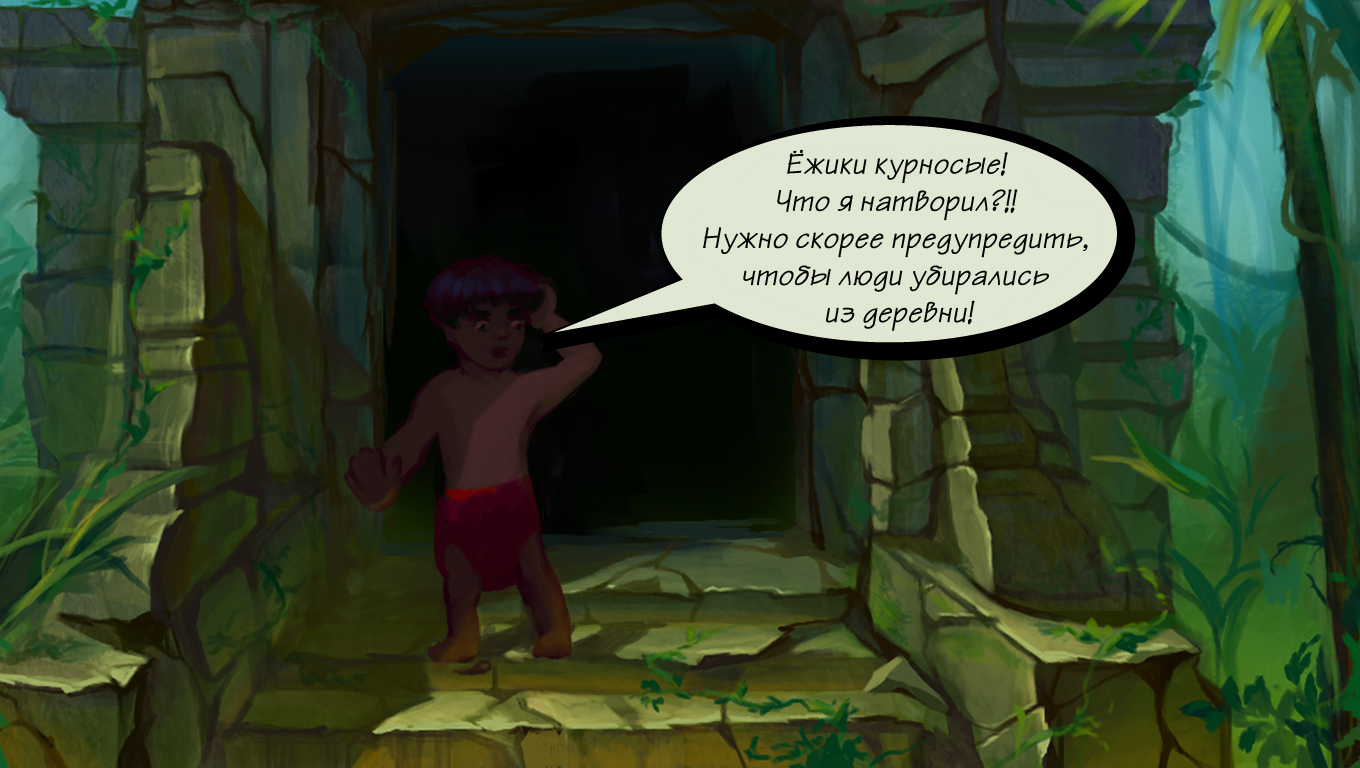 Ёжики курносые!
Что я натворил?!!
Нужно скорее предупредить,
чтобы люди убирались
из деревни!